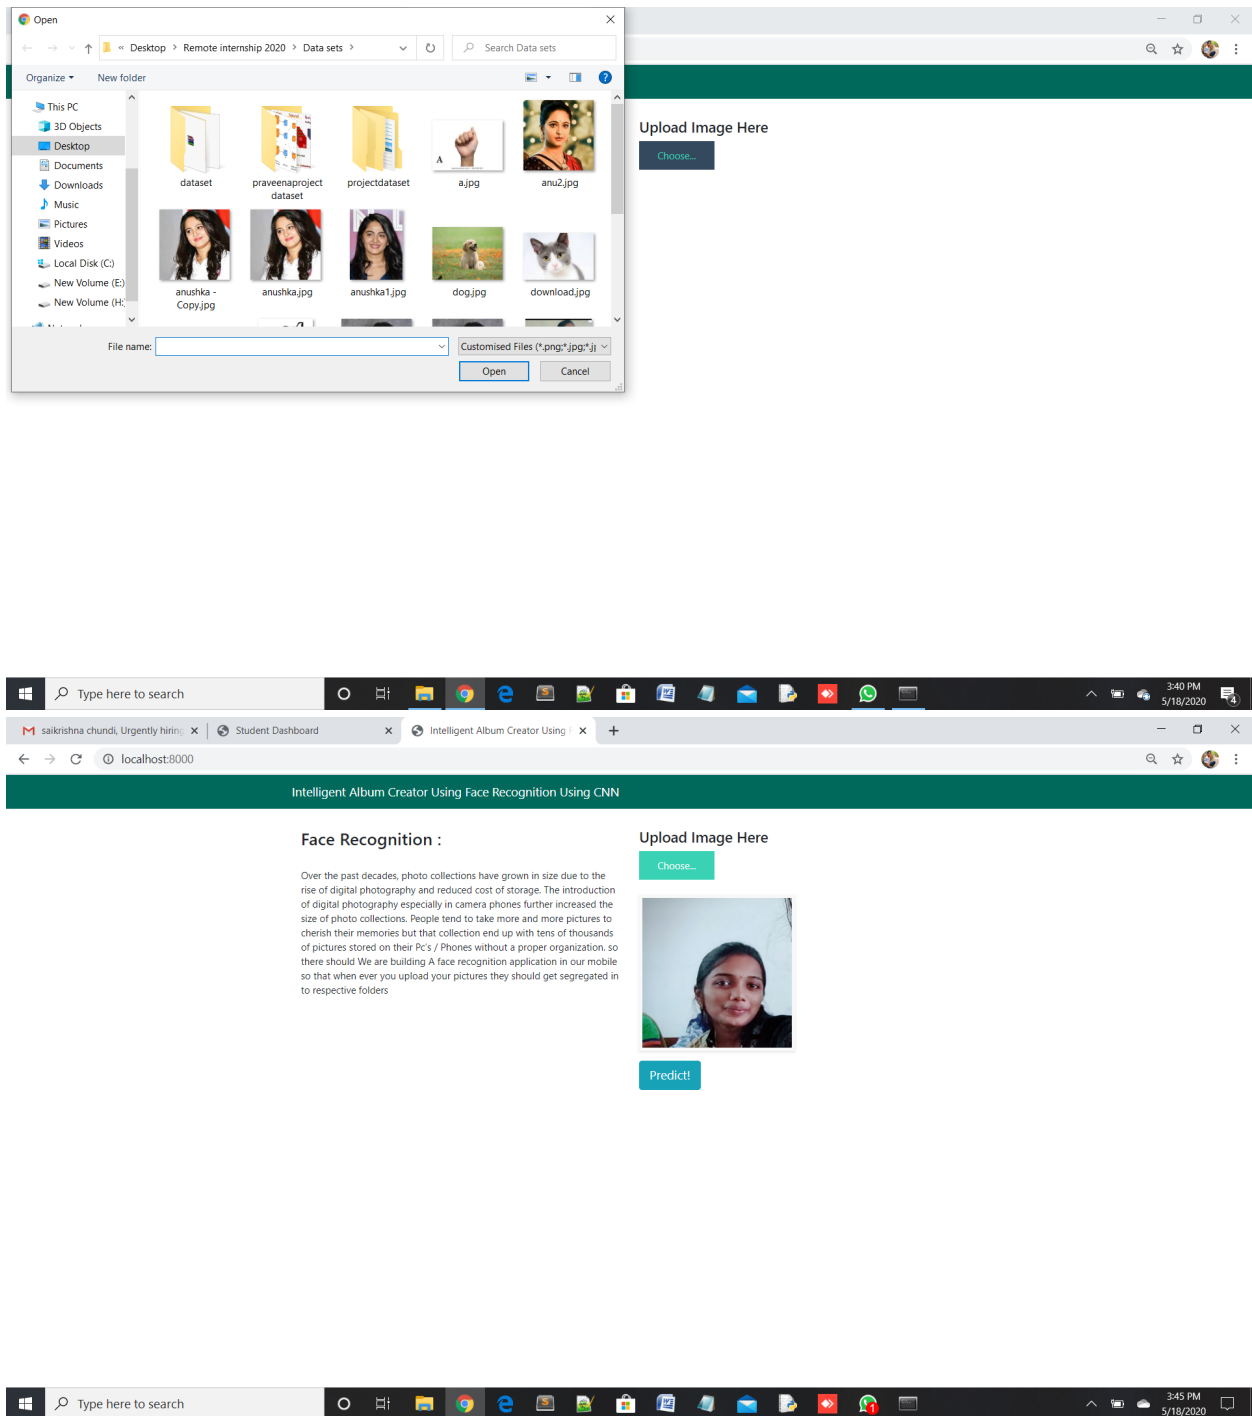 Open
« Desktop > Remote internship 2020 > Data sets >
Search Data sets
Organize
New folder
This PC
3D Objects
Desktop
Documents
Downloads
Music
Pictures
Videos
Local Disk (C:)
New Volume (E:)
New Volume (H:
dataset
praveenaproject
dataset
projectdataset
A
a.jpg
anu2.jpg
anushka -
Copy.jpg
anushka.jpg
anushka1.jpg
dog.jpg
download.jpg
File name:
Customised Files (*.png;*.jpg;*.j
Open
Cancel
Upload Image Here
Choose...
Type here to search
3:40 PM
5/18/2020
4
saikrishna chundi, Urgently hiring
Student Dashboard
Intelligent Album Creator Using
localhost:8000
Intelligent Album Creator Using Face Recognition Using CNN
Face Recognition :
Over the past decades, photo collections have grown in size due to the
rise of digital photography and reduced cost of storage. The introduction
of digital photography especially in camera phones further increased the
size of photo collections. People tend to take more and more pictures to
cherish their memories but that collection end up with tens of thousands
of pictures stored on their Pc's / Phones without a proper organization. so
there should We are building A face recognition application in our mobile
so that when ever you upload your pictures they should get segregated in
to respective folders
Upload Image Here
Choose...
Predict!
Type here to search
1
3:45 PM
5/18/2020